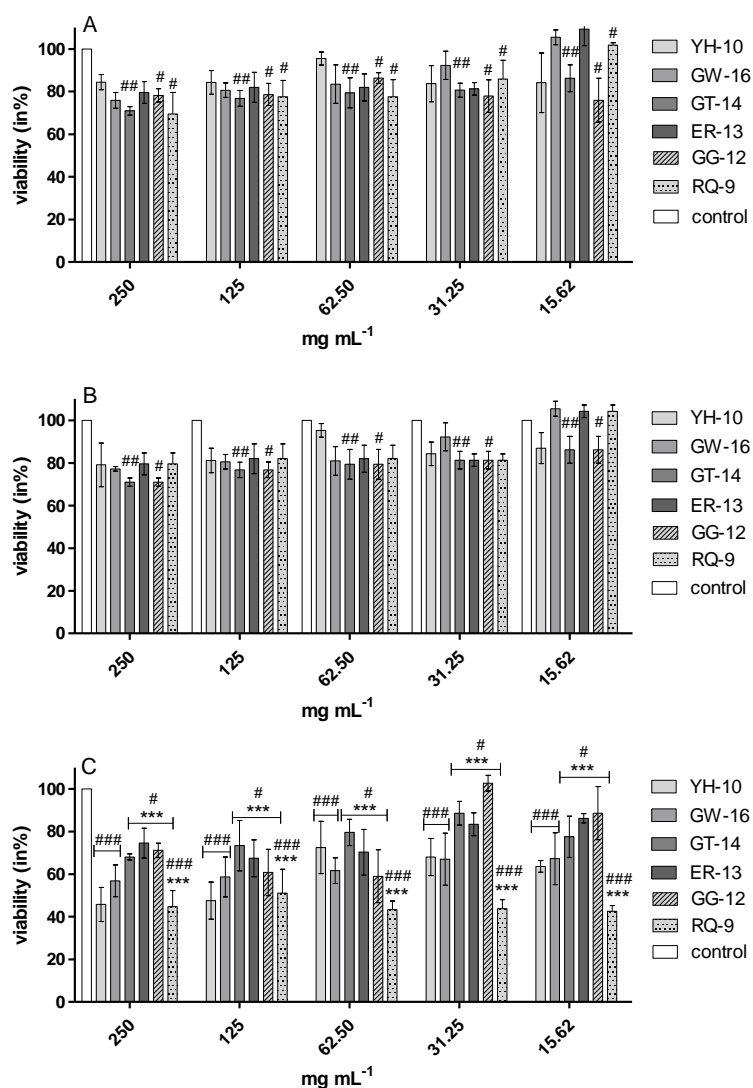 A
viability (in%)
100
80
60
40
20
0
## # #
## # #
## # #
## # #
## # #
250 125 62.50 31.25 15.62
mg mL-1
YH-10
GW-16
GT-14
ER-13
GG-12
RQ-9
control
B
viability (in%)
100
80
60
40
20
0
## #
## #
## #
## #
## #
250 125 62.50 31.25 15.62
mg mL-1
YH-10
GW-16
GT-14
ER-13
GG-12
RQ-9
control
C
viability (in%)
100
80
60
40
20
0
###
#
***
###
***
###
#
***
###
***
###
#
***
###
***
###
#
***
###
***
###
#
***
###
***
250 125 62.50 31.25 15.62
mg mL-1
YH-10
GW-16
GT-14
ER-13
GG-12
RQ-9
control